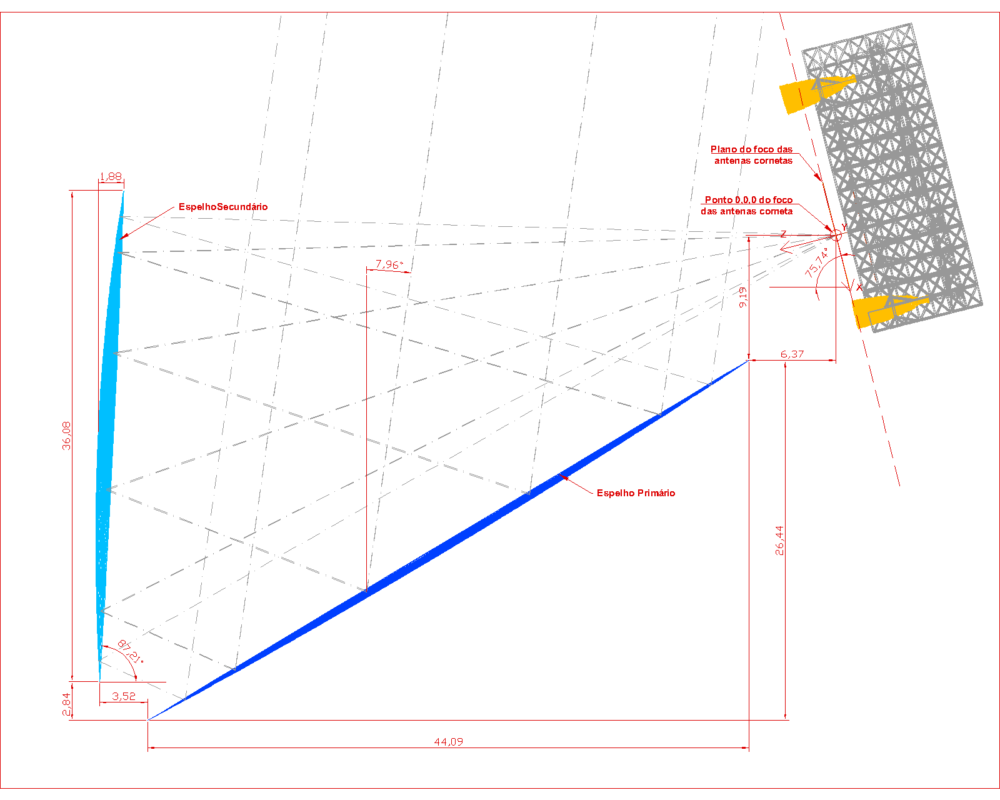 Plano do foco das
antenas cornetas
1,88
Ponto 0,0,0 do foco
das antenas corneta
EspelhoSecundário
Y
Z
7,96°
75,74°
X
9,19
6,37
36,08
Espelho Primário
26,44
87,21°
3,52
2,84
44,09